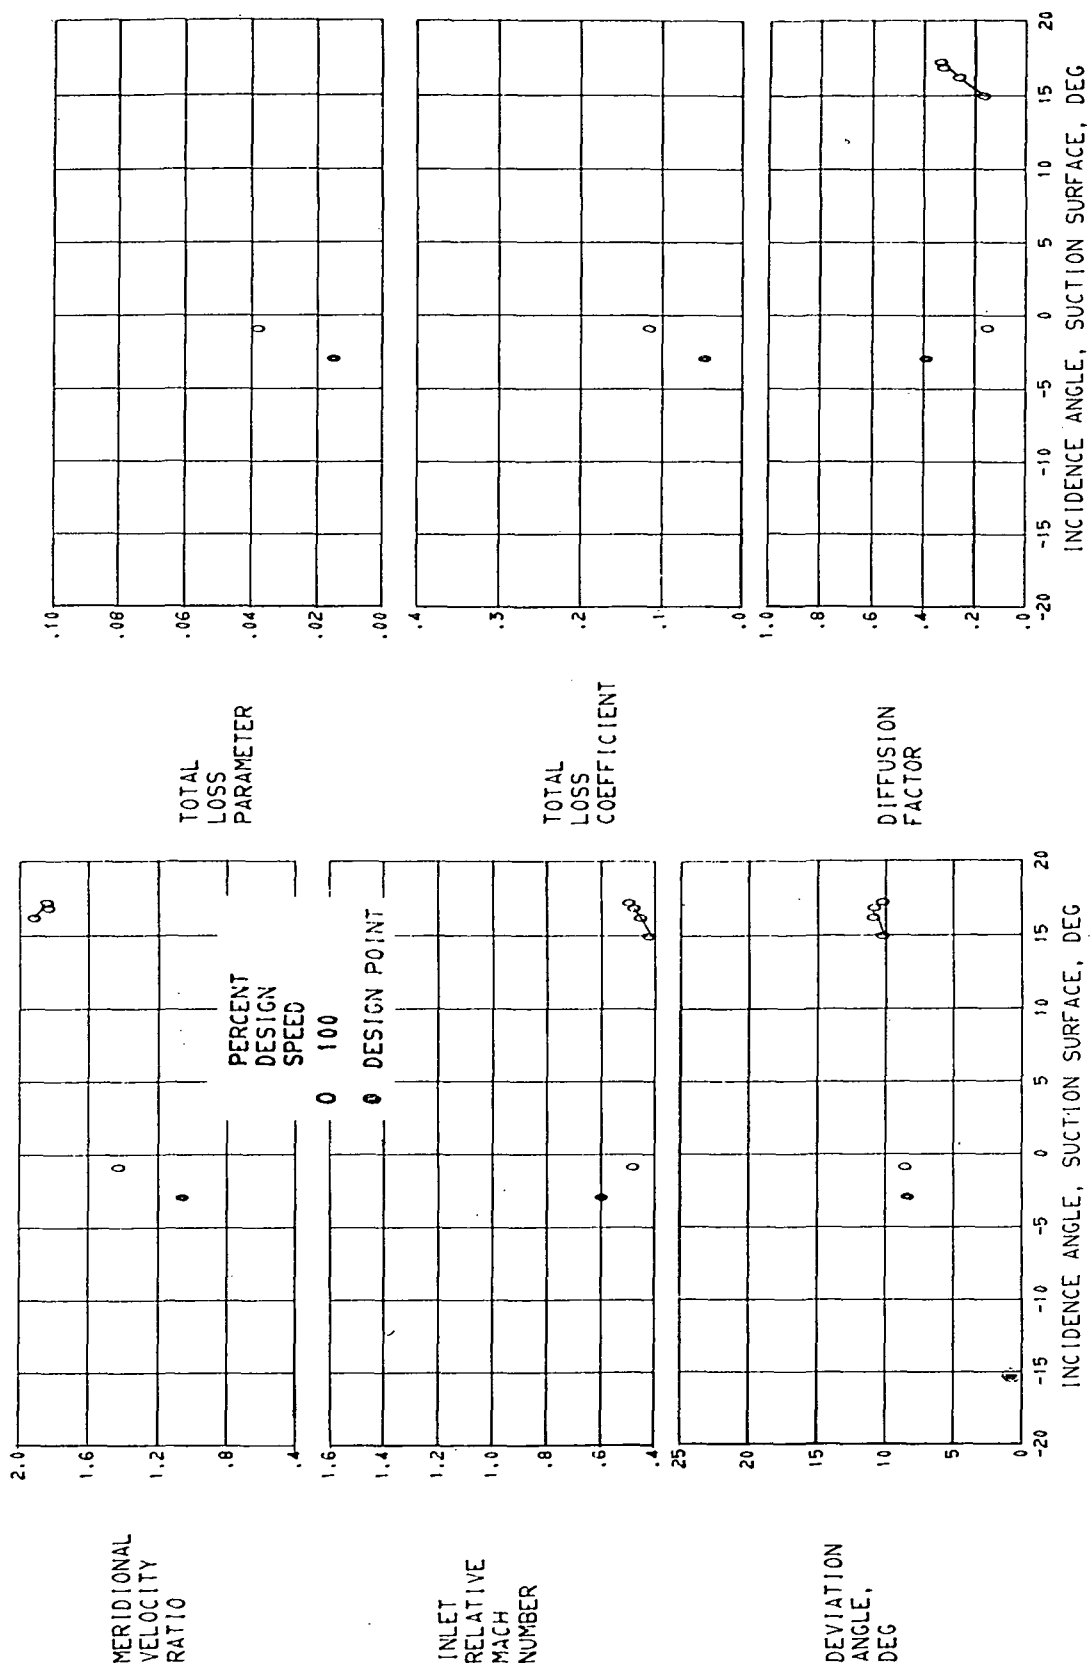 MERIDIONAL
VELOCITY
RATIO
2.0
1.6
1.2
.8
.4
PERCENT
DESIGN
SPEED
100
DESIGN POINT
INLET
RELATIVE
MACH
NUMBER
1.6
1.4
1.2
1.0
.8
.6
.4
DEVIATION
ANGLE,
DEG
25
20
15
10
5
0
-20
-15
-10
-5
0
5
10
15
20
INCIDENCE ANGLE, SUCTION SURFACE, DEG
TOTAL
LOSS
PARAMETER
.10
.08
.06
.04
.02
.00
TOTAL
LOSS
COEFFICIENT
.4
.3
.2
.1
.0
DIFFUSION
FACTOR
1.0
.8
.6
.4
.2
.0
-20
-15
-10
-5
0
5
10
15
20
INCIDENCE ANGLE, SUCTION SURFACE, DEG